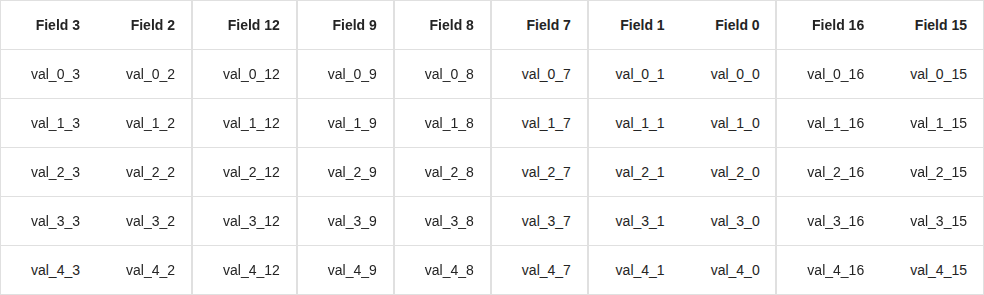 Field 3 Field 2 Field 12 Field 9 Field 8 Field 7 Field 1 Field 0 Field 16 Field 15
val_0_3 val_0_2 val_0_12 val_0_9 val_0_8 val_0_7 val_0_1 val_0_0 val_0_16 val_0_15
val_1_3 val_1_2 val_1_12 val_1_9 val_1_8 val_1_7 val_1_1 val_1_0 val_1_16 val_1_15
val_2_3 val_2_2 val_2_12 val_2_9 val_2_8 val_2_7 val_2_1 val_2_0 val_2_16 val_2_15
val_3_3 val_3_2 val_3_12 val_3_9 val_3_8 val_3_7 val_3_1 val_3_0 val_3_16 val_3_15
val_4_3 val_4_2 val_4_12 val_4_9 val_4_8 val_4_7 val_4_1 val_4_0 val_4_16 val_4_15